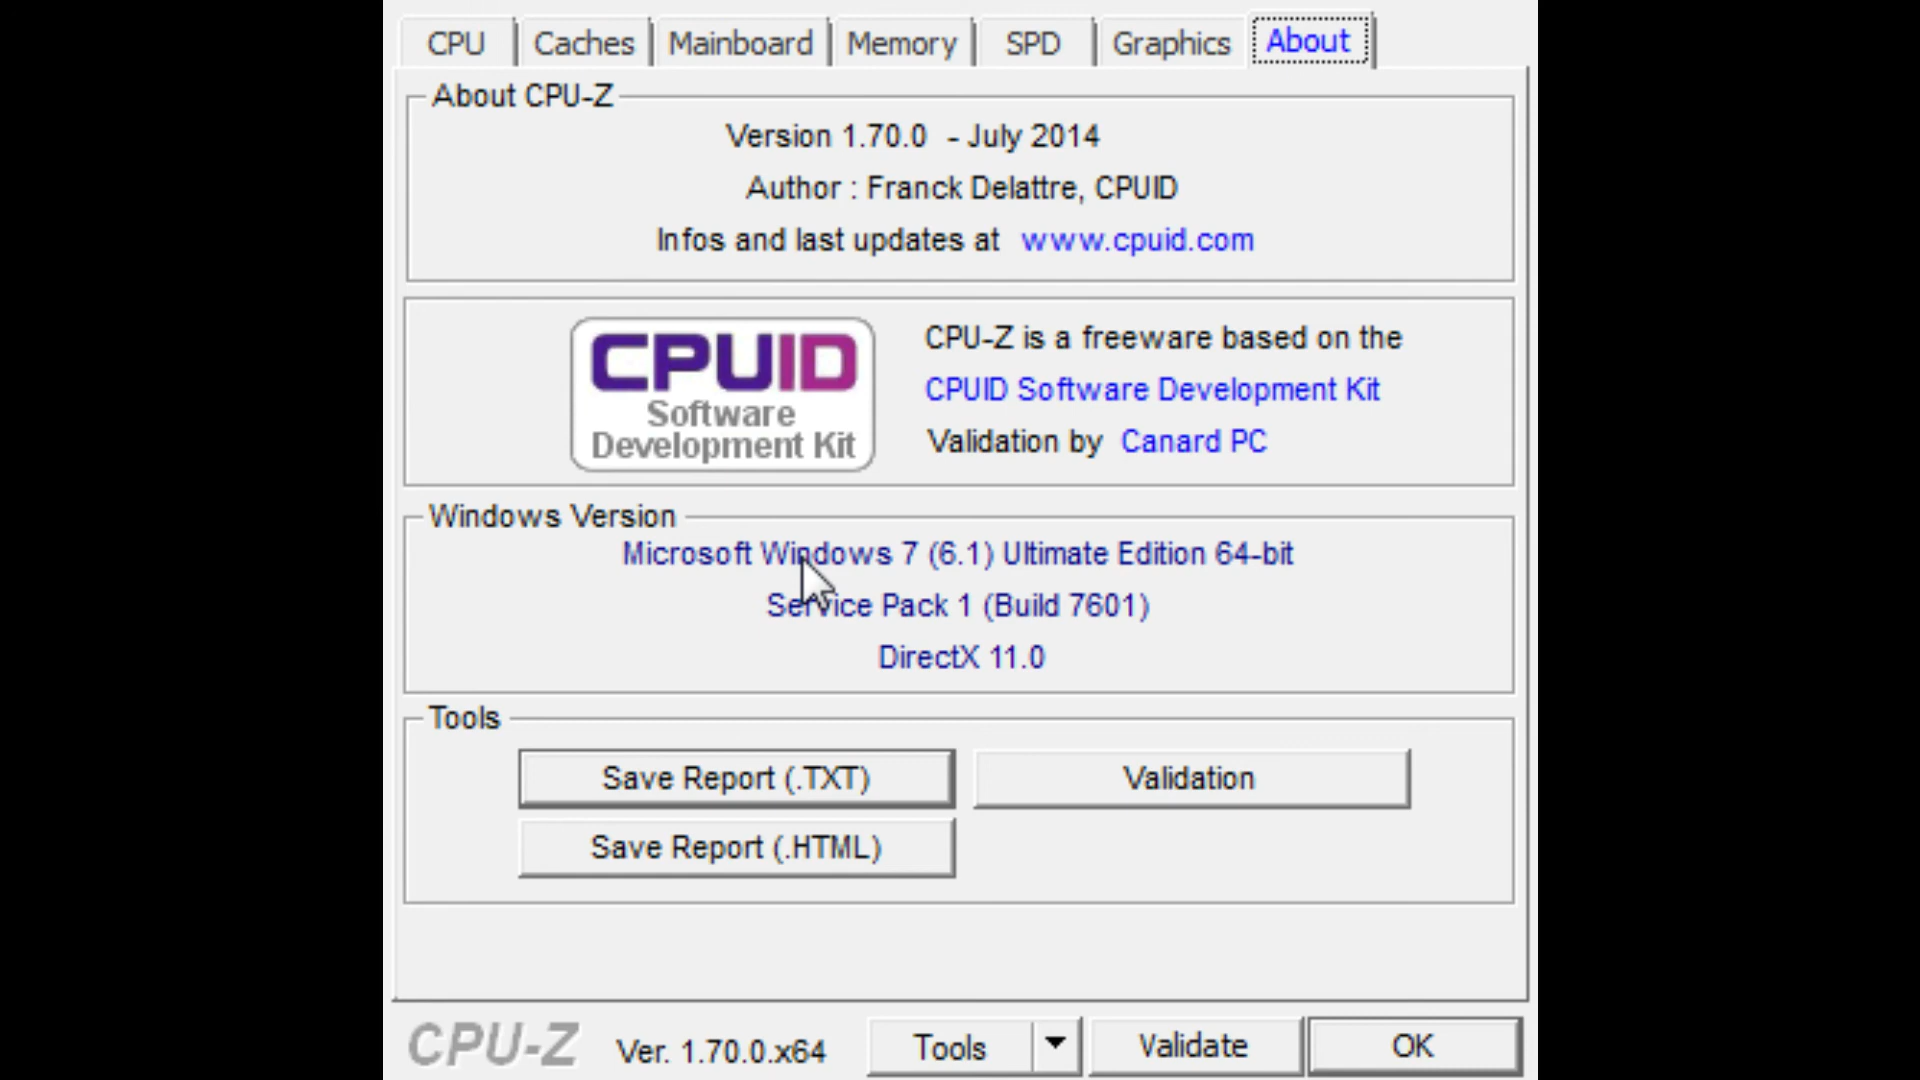 CPU Caches Mainboard Memory SPD Graphics About
About CPU-Z
Version 1.70.0 - July 2014
Author : Franck Delattre, CPUID
Infos and last updates at www.cpuid.com
CPUID
Software
Development Kit
CPU-Z is a freeware based on the
CPUID Software Development Kit
Validation by Canard PC
Windows Version
Microsoft Windows 7 (6.1) Ultimate Edition 64-bit
Service Pack 1 (Build 7601)
DirectX 11.0
Tools
Save Report (.TXT) Validation
Save Report (.HTML)
CPU-Z Ver. 1.70.0.x64 Tools Validate OK